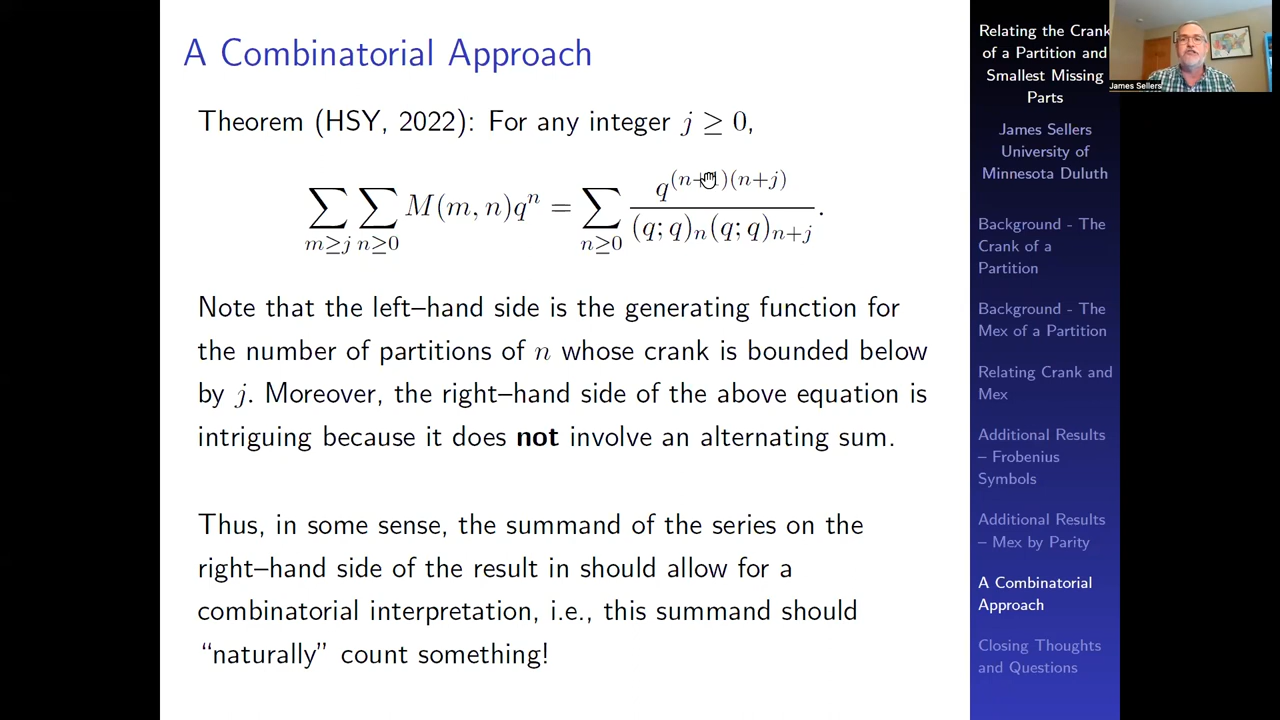 A Combinatorial Approach
Theorem (HSY, 2022): For any integer j ≥ 0,
∑_{m≥j} ∑_{n≥0} M(m, n)q^n = ∑_{n≥0} q^{(n+1)(n+j)} / (q; q)_n(q; q)_{n+j}.
Note that the left–hand side is the generating function for
the number of partitions of n whose crank is bounded below
by j. Moreover, the right–hand side of the above equation is
intriguing because it does not involve an alternating sum.
Thus, in some sense, the summand of the series on the
right–hand side of the result in should allow for a
combinatorial interpretation, i.e., this summand should
“naturally” count something!
Relating the Crank
of a Partition and
Smallest Missing
Parts
James Sellers
University of
Minnesota Duluth
Background - The
Crank of a
Partition
Background - The
Mex of a Partition
Relating Crank and
Mex
Additional Results
– Frobenius
Symbols
Additional Results
– Mex by Parity
A Combinatorial
Approach
Closing Thoughts
and Questions
James Sellers